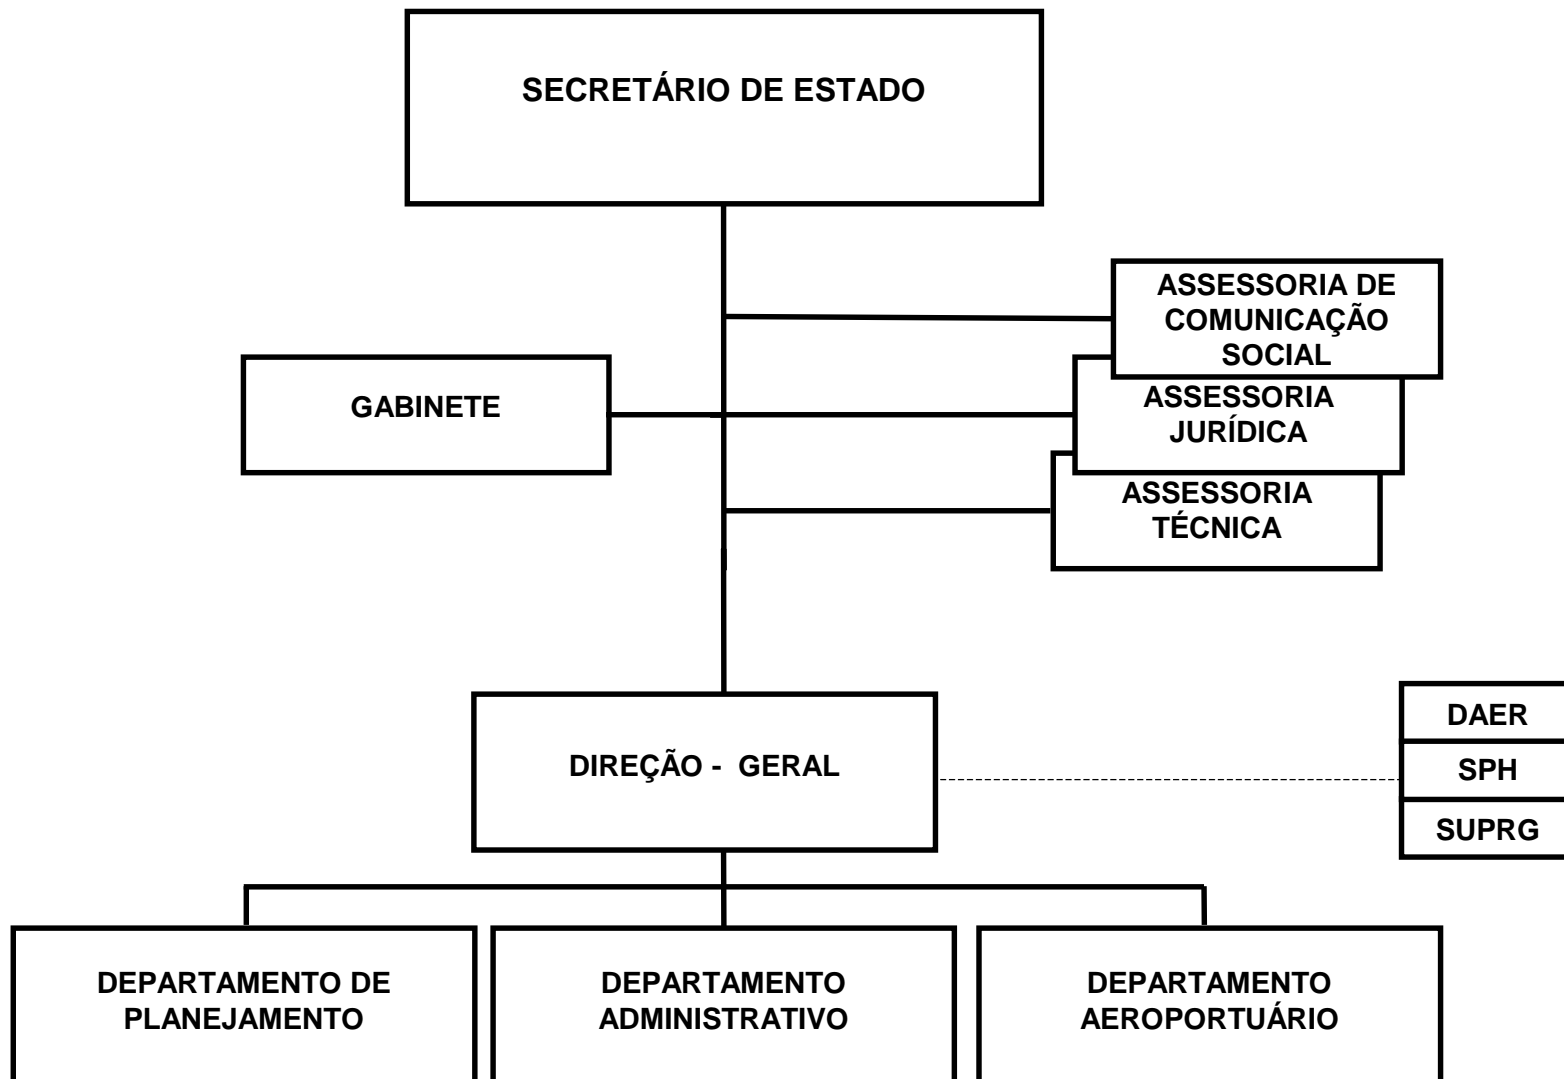 SECRETÁRIO DE ESTADO
ASSESSORIA DE
COMUNICAÇÃO
SOCIAL
GABINETE
ASSESSORIA
JURÍDICA
ASSESSORIA
TÉCNICA
DIREÇÃO - GERAL
DAER
SPH
SUPRG
DEPARTAMENTO DE
PLANEJAMENTO
DEPARTAMENTO
ADMINISTRATIVO
DEPARTAMENTO
AEROPORTUÁRIO